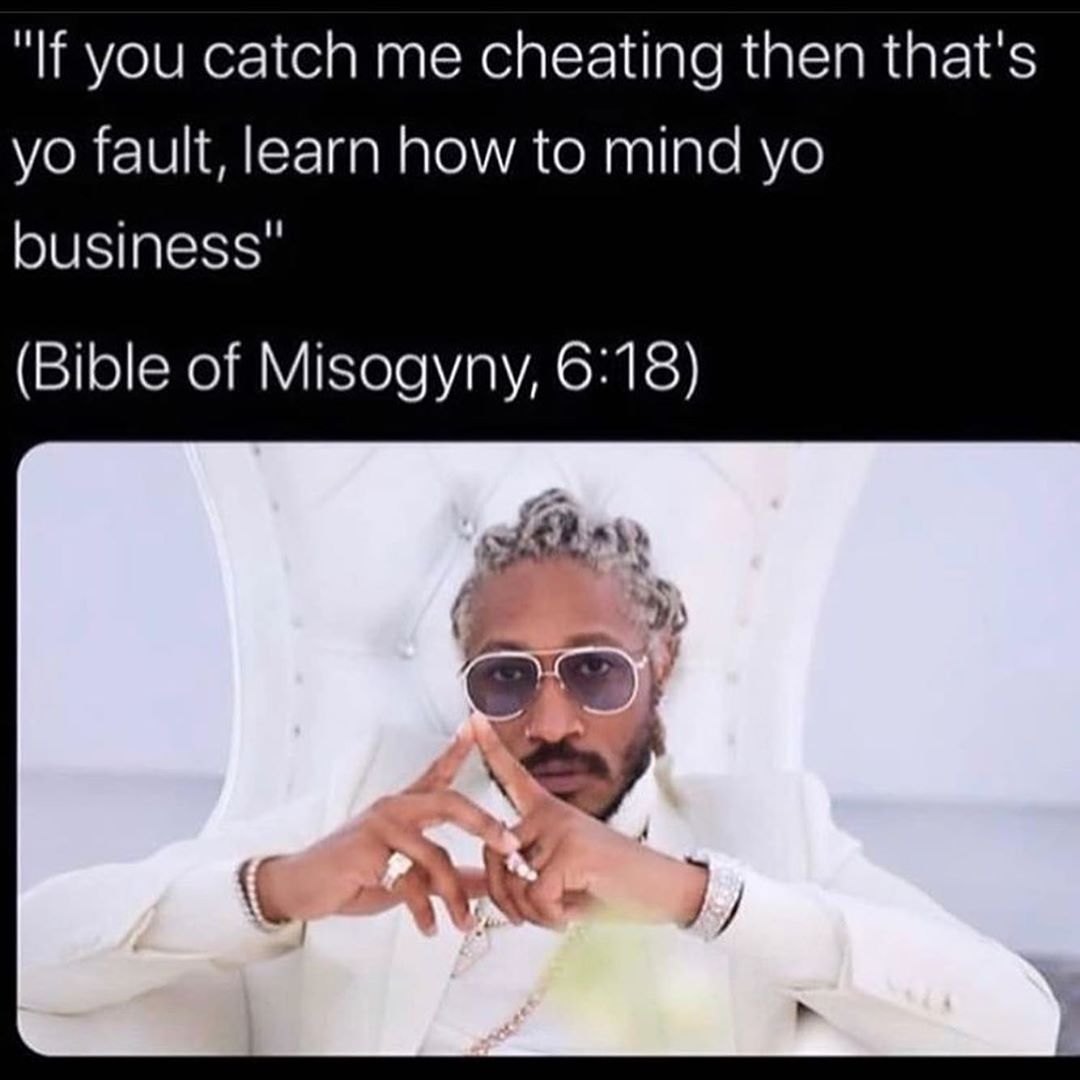 "If you catch me cheating then that's
yo fault, learn how to mind yo
business"
(Bible of Misogyny, 6:18)